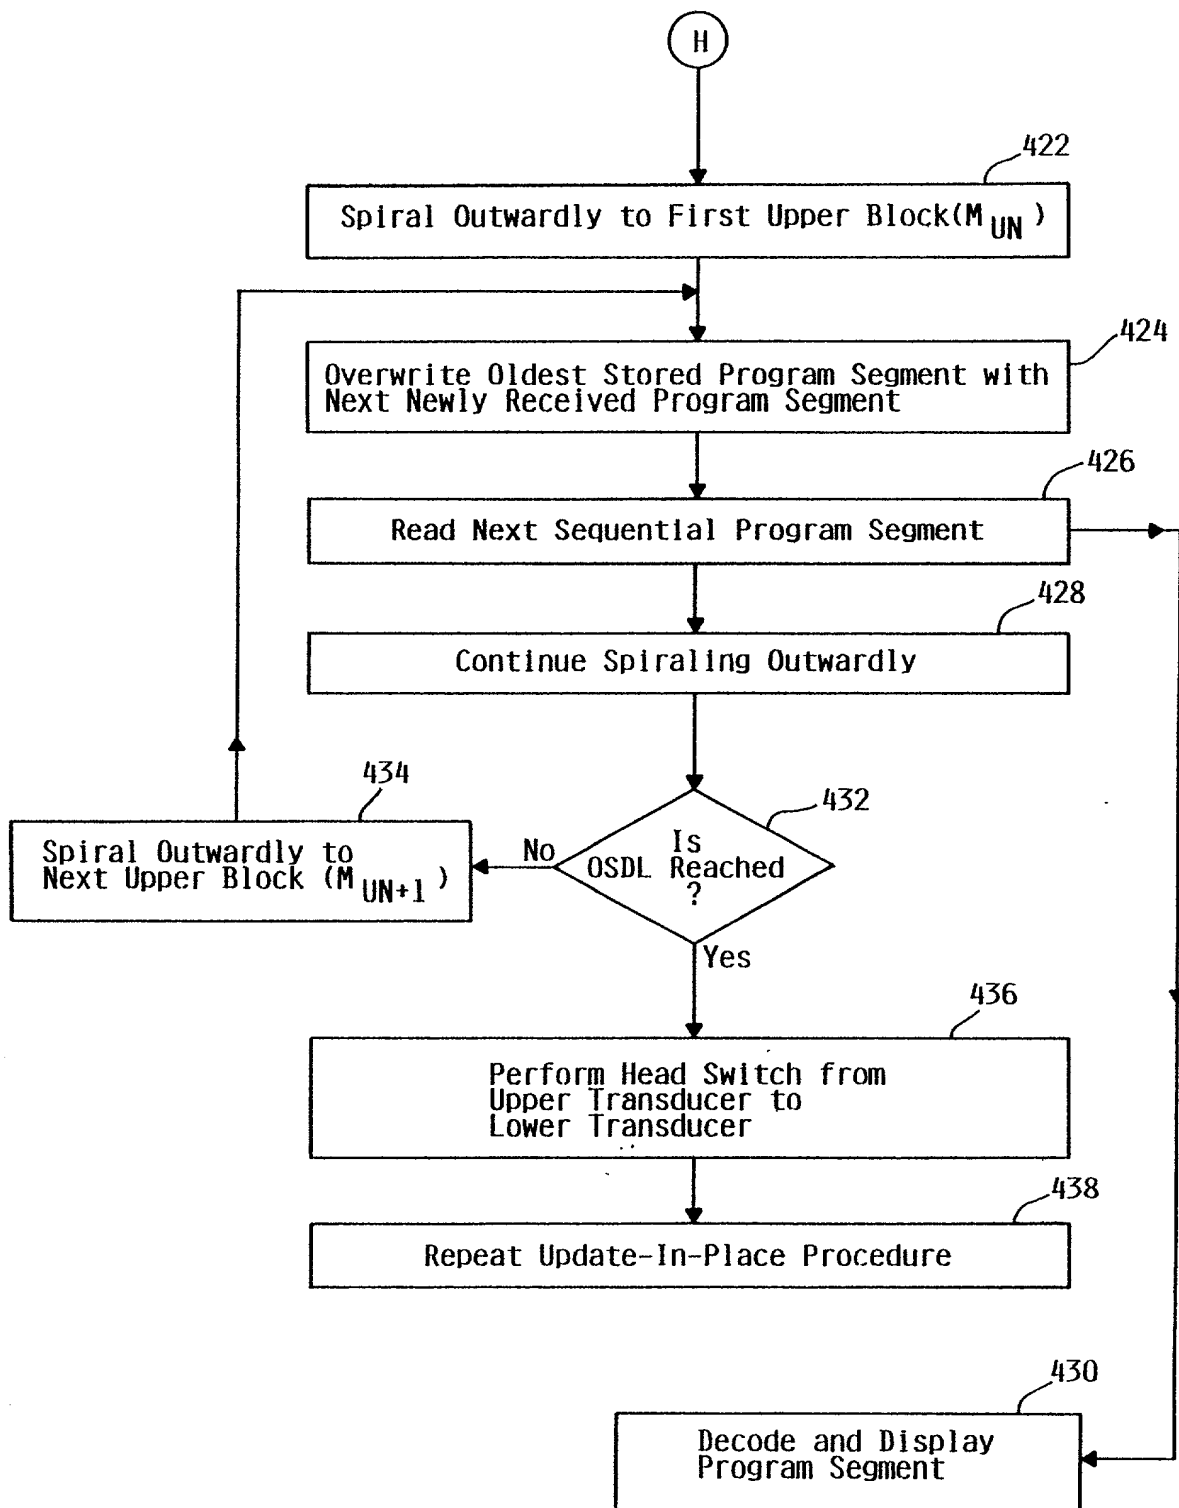 H
422
Spiral Outwardly to First Upper Block(M UN )
424
Overwrite Oldest Stored Program Segment with
Next Newly Received Program Segment
426
Read Next Sequential Program Segment
428
Continue Spiraling Outwardly
434
Spiral Outwardly to
Next Upper Block (M UN+1 )
432
No
Is
OSDL Reached
?
Yes
436
Perform Head Switch from
Upper Transducer to
Lower Transducer
438
Repeat Update-In-Place Procedure
430
Decode and Display
Program Segment